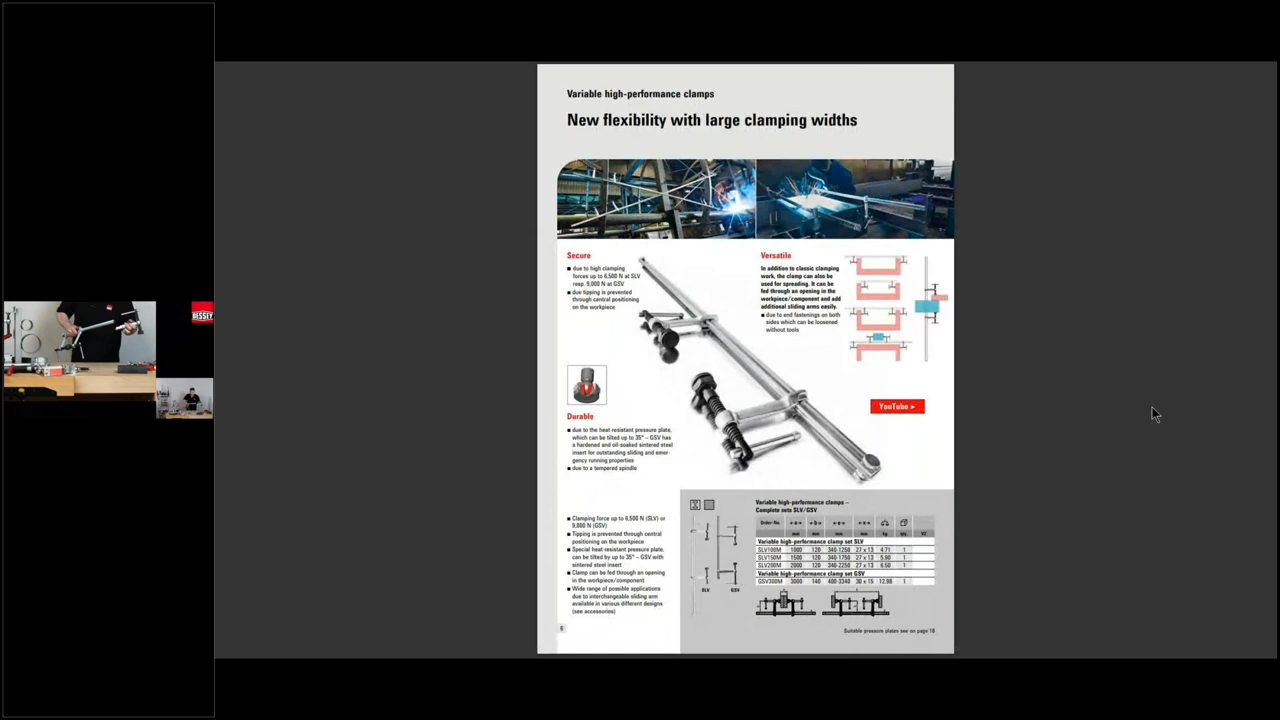 BESSEY
Variable high-performance clamps
New flexibility with large clamping widths
Secure
■ due to high clamping
forces up to 6,500 N at SLV
resp. 9,000 N at GSV
■ due tipping is prevented
through central positioning
on the workpiece
Versatile
In addition to classic clamping
work, the clamp can also be
used for spreading. It can be
fed through an opening in the
workpiece/component and add
additional sliding arms easily.
■ due to end fastenings on both
sides which can be loosened
without tools
YouTube ►
Durable
■ due to the heat resistant pressure plate,
which can be tilted up to 35° – GSV has
a hardened and oil-soaked sintered steel
insert for outstanding sliding and emer-
gency running properties
■ due to a tempered spindle
■ Clamping force up to 6,500 N (SLV) or
9,000 N (GSV)
■ Tipping is prevented through central
positioning on the workpiece
■ Special heat resistant pressure plate,
can be tilted by up to 35° – GSV with
sintered steel insert
■ Clamp can be fed through an opening
in the workpiece/component
■ Wide range of possible applications
due to interchangeable sliding arm
available in various different designs
(see accessories)
6
SLV GSV
Variable high-performance clamps –
Complete sets SLV/GSV
Order-No.
mm mm mm mm kg
Variable high-performance clamp set SLV
SLV100M 1000 120 340-1250 27 x 13 4.71 1
SLV150M 1500 120 340-1750 27 x 13 5.90 1
SLV200M 2000 120 340-2250 27 x 13 6.50 1
Variable high-performance clamp set GSV
GSV300M 3000 140 400-3340 30 x 15 12.98 1
Suitable pressure plates see on page 18